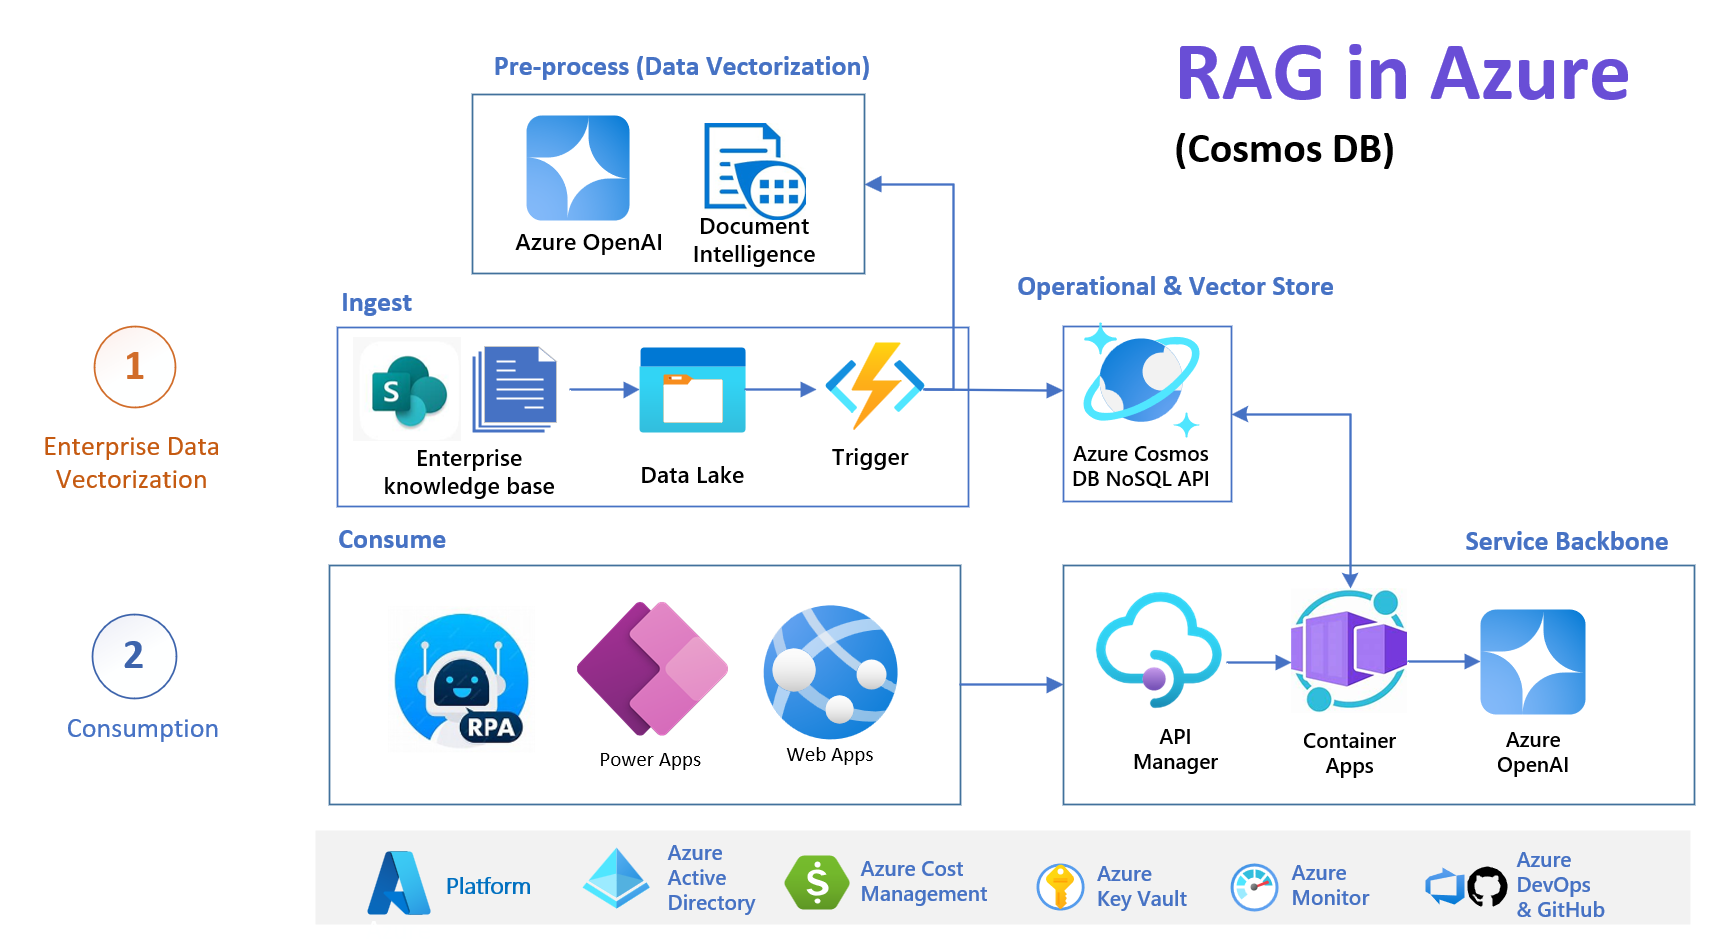 RAG in Azure
(Cosmos DB)
Pre-process (Data Vectorization)
Azure OpenAI
Document
Intelligence
Ingest
Operational & Vector Store
1
Enterprise Data
Vectorization
S
Enterprise
knowledge base
Data Lake
Trigger
Azure Cosmos
DB NoSQL API
Consume
Service Backbone
2
Consumption
RPA
Power Apps
Web Apps
API
Manager
Container
Apps
Azure
OpenAI
Platform
Azure
Active
Directory
$
Azure Cost
Management
Azure
Key Vault
Azure
Monitor
Azure
DevOps
& GitHub